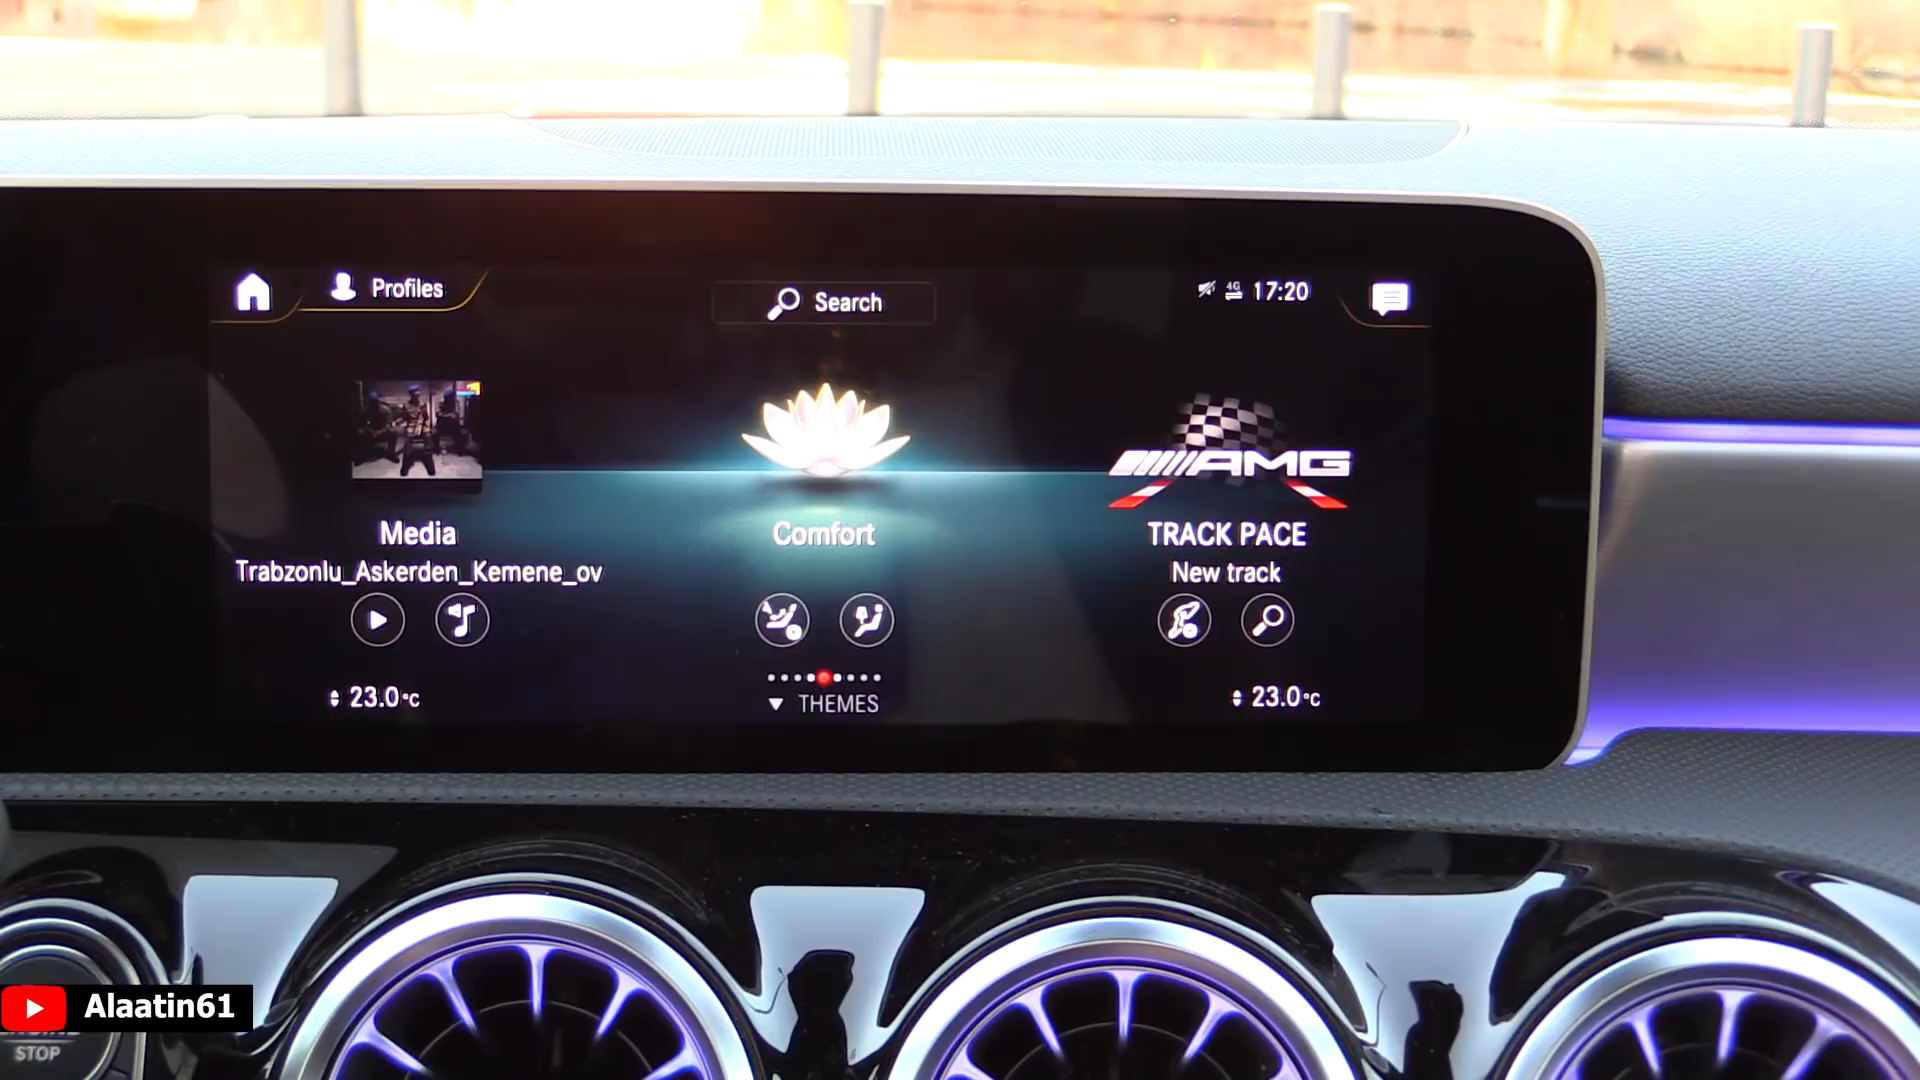 Profiles
Search
4G 17:20
AMG
Media
Comfort
TRACK PACE
Trabzonlu_Askerden_Kemene_ov
New track
23.0°C
THEMES
23.0°C
Alaatin61
STOP